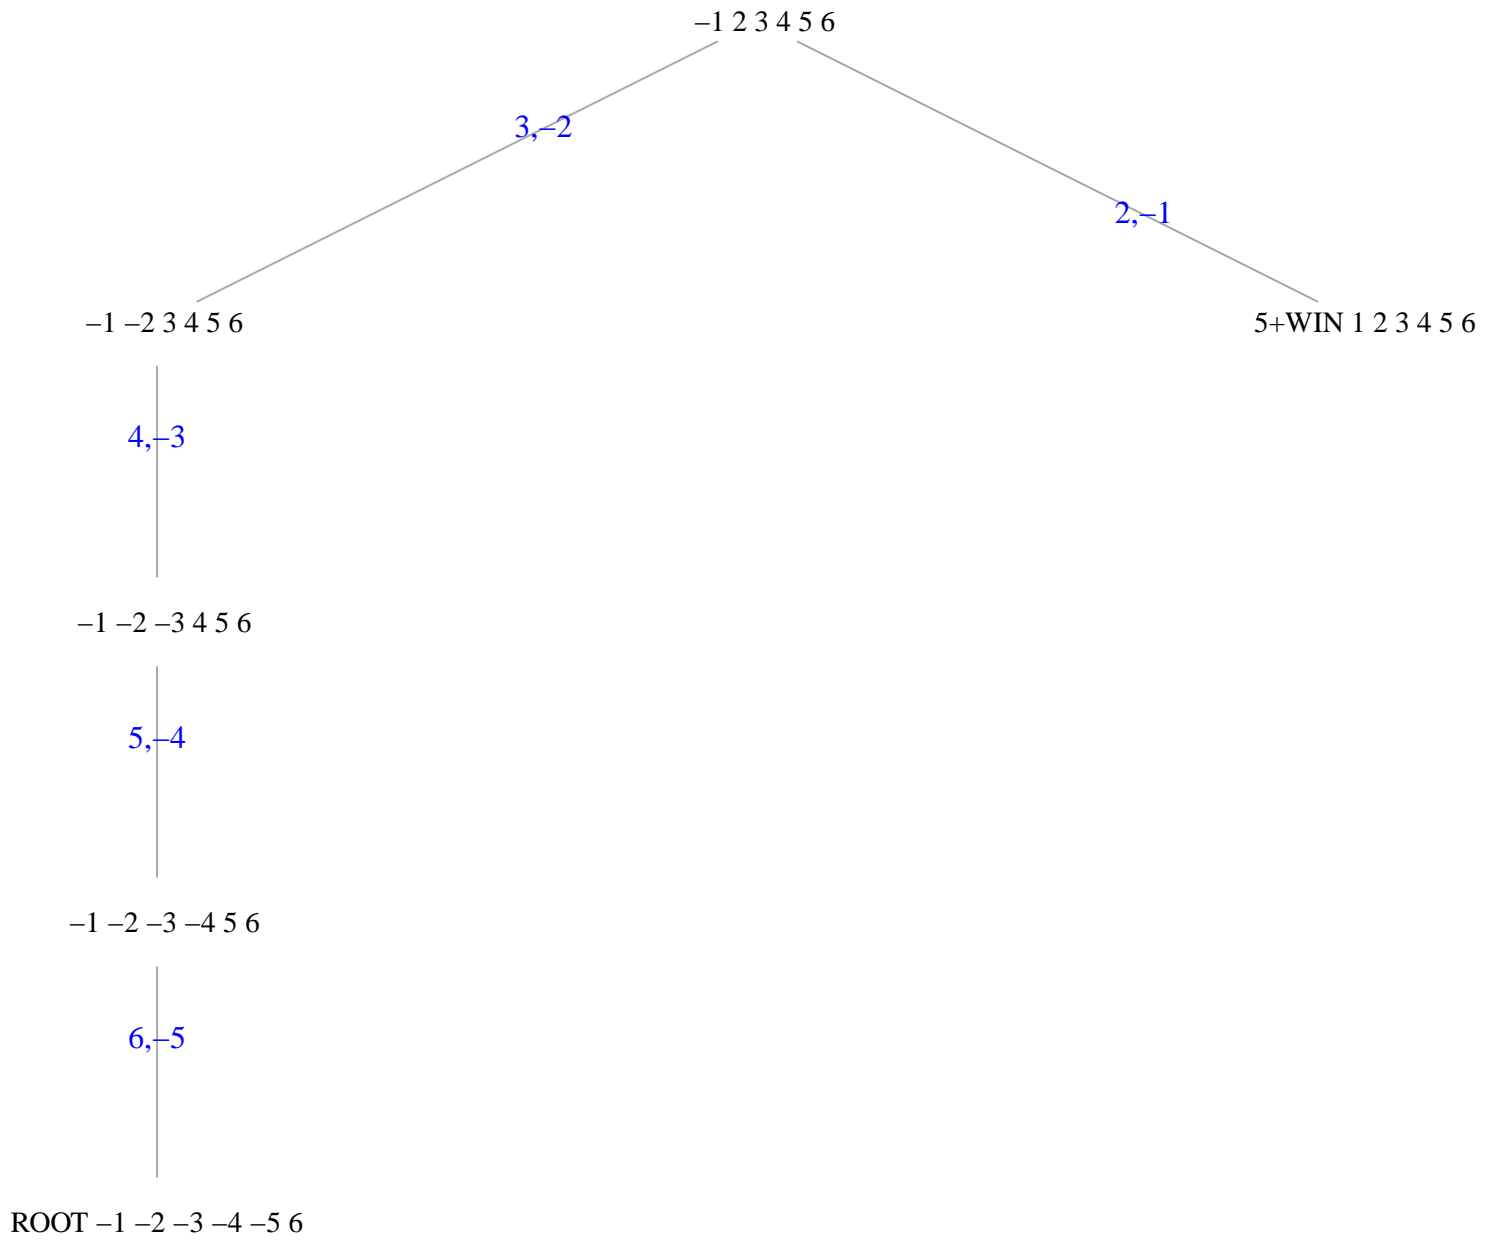 –1 2 3 4 5 6
3,–2
2,–1
–1 –2 3 4 5 6
5+WIN 1 2 3 4 5 6
4,–3
–1 –2 –3 4 5 6
5,–4
–1 –2 –3 –4 5 6
6,–5
ROOT –1 –2 –3 –4 –5 6